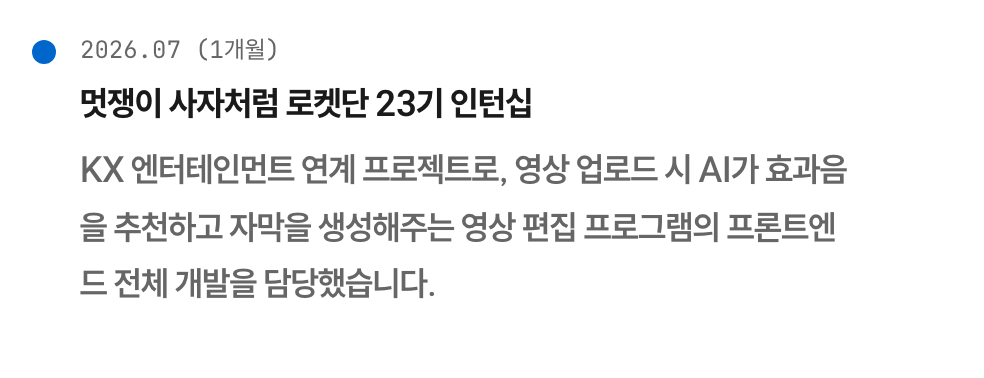 2026.07 (1개월)
멋쟁이 사자처럼 로켓단 23기 인턴십
KX 엔터테인먼트 연계 프로젝트로, 영상 업로드 시 AI가 효과음
을 추천하고 자막을 생성해주는 영상 편집 프로그램의 프론트엔
드 전체 개발을 담당했습니다.